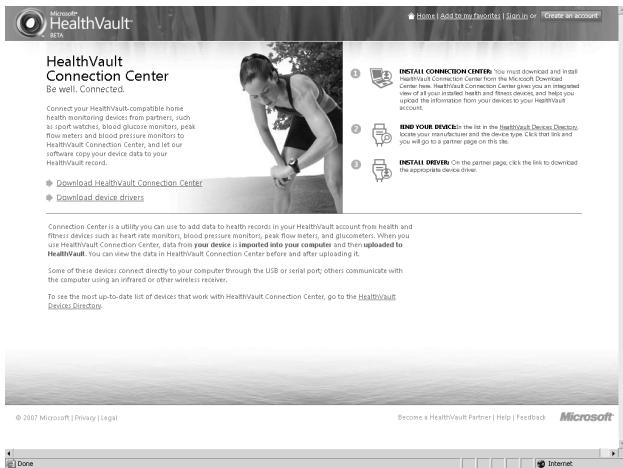 Microsoft®
HealthVault™
BETA
Home | Add to my favorites | Sign in or Create an account
HealthVault
Connection Center
Be well. Connected.
Connect your HealthVault-compatible home
health monitoring devices from partners, such
as sport watches, blood glucose monitors, peak
flow meters and blood pressure monitors to
HealthVault Connection Center, and let our
software copy your device data to your
HealthVault record.
Download HealthVault Connection Center
Download device drivers
1 INSTALL CONNECTION CENTER: You must download and install
HealthVault Connection Center from the Microsoft Download
Center here. HealthVault Connection Center gives you an integrated
view of all your installed health and fitness devices, and helps you
upload the information from your devices to your HealthVault
account.
2 FIND YOUR DEVICE:In the list in the HealthVault Devices Directory,
locate your manufacturer and the device type. Click that link and
you will go to a partner page on this site.
3 INSTALL DRIVER: On the partner page, click the link to download
the appropriate device driver.
Connection Center is a utility you can use to add data to health records in your HealthVault account from health and
fitness devices such as heart rate monitors, blood pressure monitors, peak flow meters, and glucometers. When you
use HealthVault Connection Center, data from your device is imported into your computer and then uploaded to
HealthVault. You can view the data in HealthVault Connection Center before and after uploading it.
Some of these devices connect directly to your computer through the USB or serial port; others communicate with
the computer using an infrared or other wireless receiver.
To see the most up-to-date list of devices that work with HealthVault Connection Center, go to the HealthVault
Devices Directory.
© 2007 Microsoft | Privacy | Legal
Become a HealthVault Partner | Help | Feedback Microsoft
Done
Internet